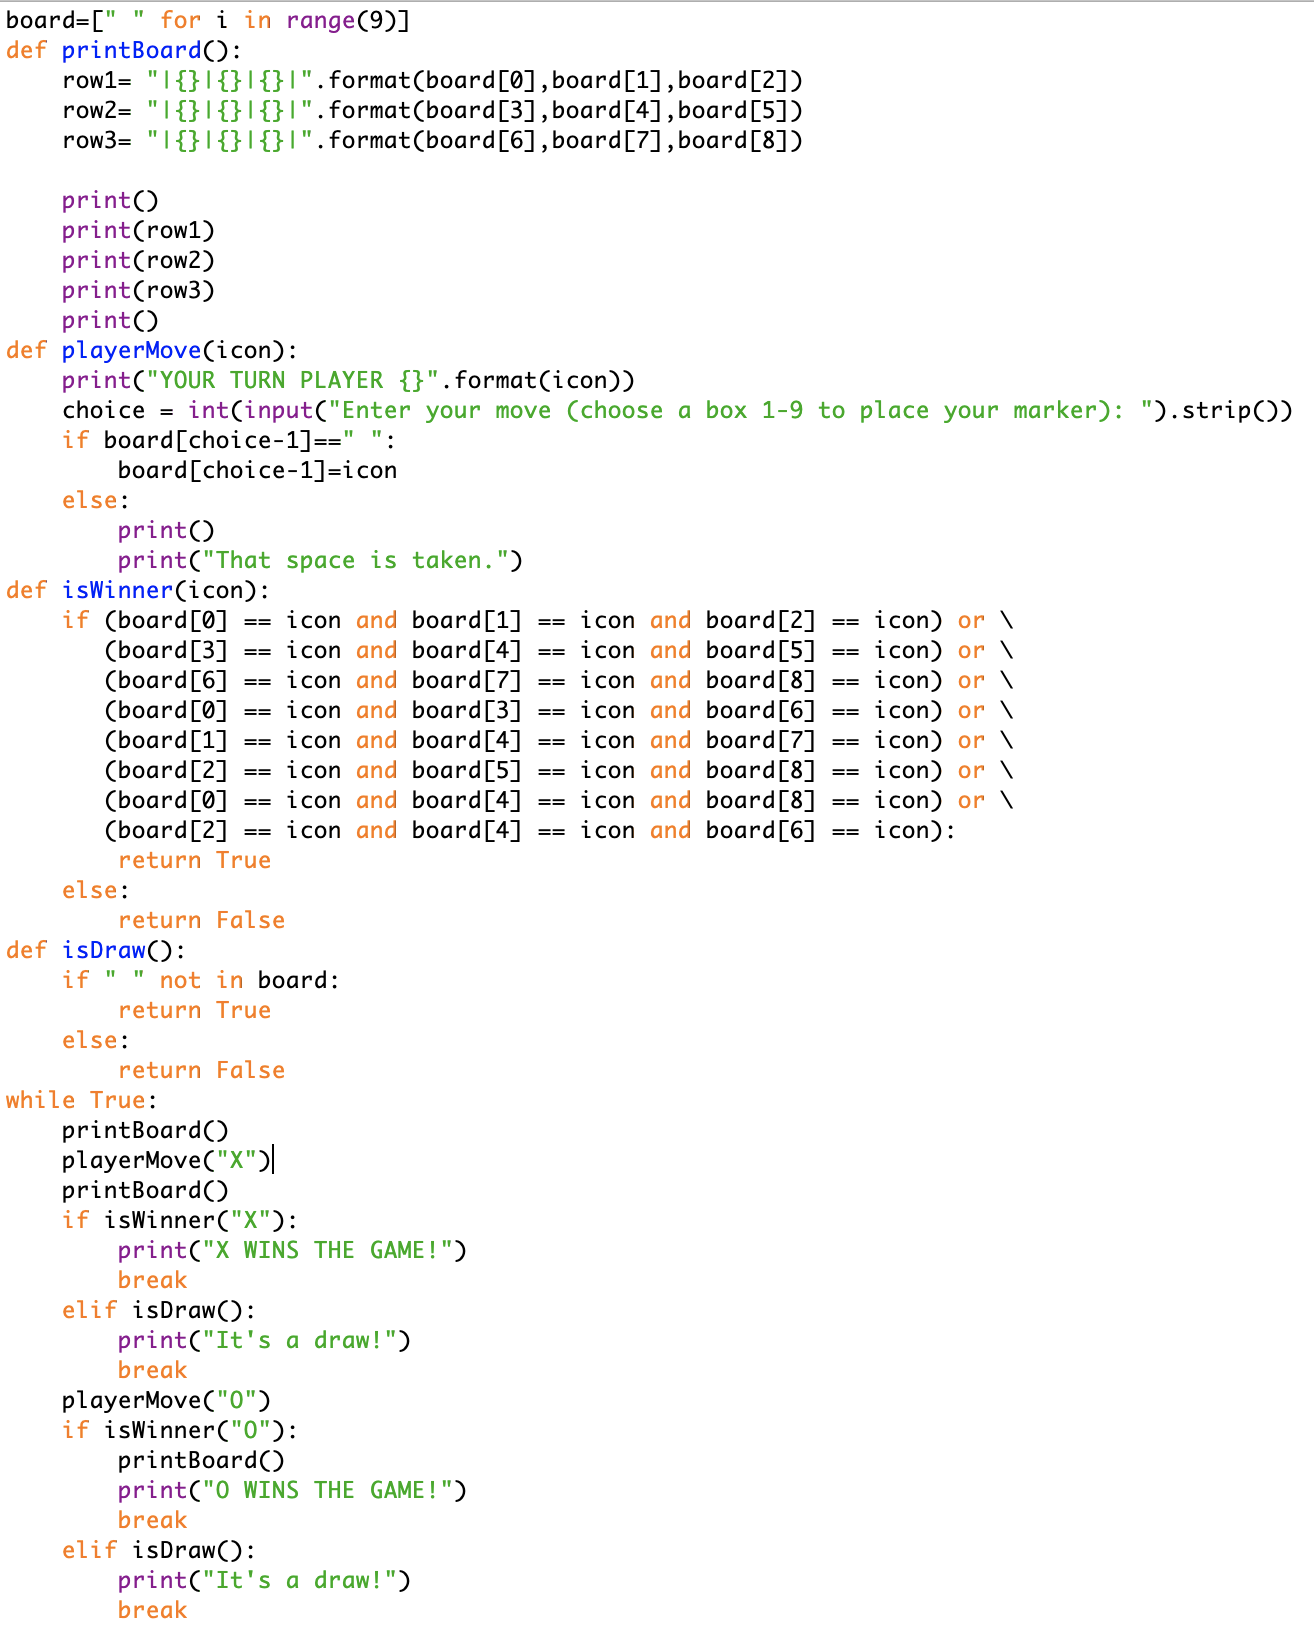 board=[" " for i in range(9)]
def printBoard():
    row1= "|{}|{}|{}|".format(board[0],board[1],board[2])
    row2= "|{}|{}|{}|".format(board[3],board[4],board[5])
    row3= "|{}|{}|{}|".format(board[6],board[7],board[8])

    print()
    print(row1)
    print(row2)
    print(row3)
    print()
def playerMove(icon):
    print("YOUR TURN PLAYER {}".format(icon))
    choice = int(input("Enter your move (choose a box 1-9 to place your marker): ").strip())
    if board[choice-1]==" ":
        board[choice-1]=icon
    else:
        print()
        print("That space is taken.")
def isWinner(icon):
    if (board[0] == icon and board[1] == icon and board[2] == icon) or \
       (board[3] == icon and board[4] == icon and board[5] == icon) or \
       (board[6] == icon and board[7] == icon and board[8] == icon) or \
       (board[0] == icon and board[3] == icon and board[6] == icon) or \
       (board[1] == icon and board[4] == icon and board[7] == icon) or \
       (board[2] == icon and board[5] == icon and board[8] == icon) or \
       (board[0] == icon and board[4] == icon and board[8] == icon) or \
       (board[2] == icon and board[4] == icon and board[6] == icon):
        return True
    else:
        return False
def isDraw():
    if " " not in board:
        return True
    else:
        return False
while True:
    printBoard()
    playerMove("X")
    printBoard()
    if isWinner("X"):
        print("X WINS THE GAME!")
        break
    elif isDraw():
        print("It's a draw!")
        break
    playerMove("O")
    if isWinner("O"):
        printBoard()
        print("O WINS THE GAME!")
        break
    elif isDraw():
        print("It's a draw!")
        break